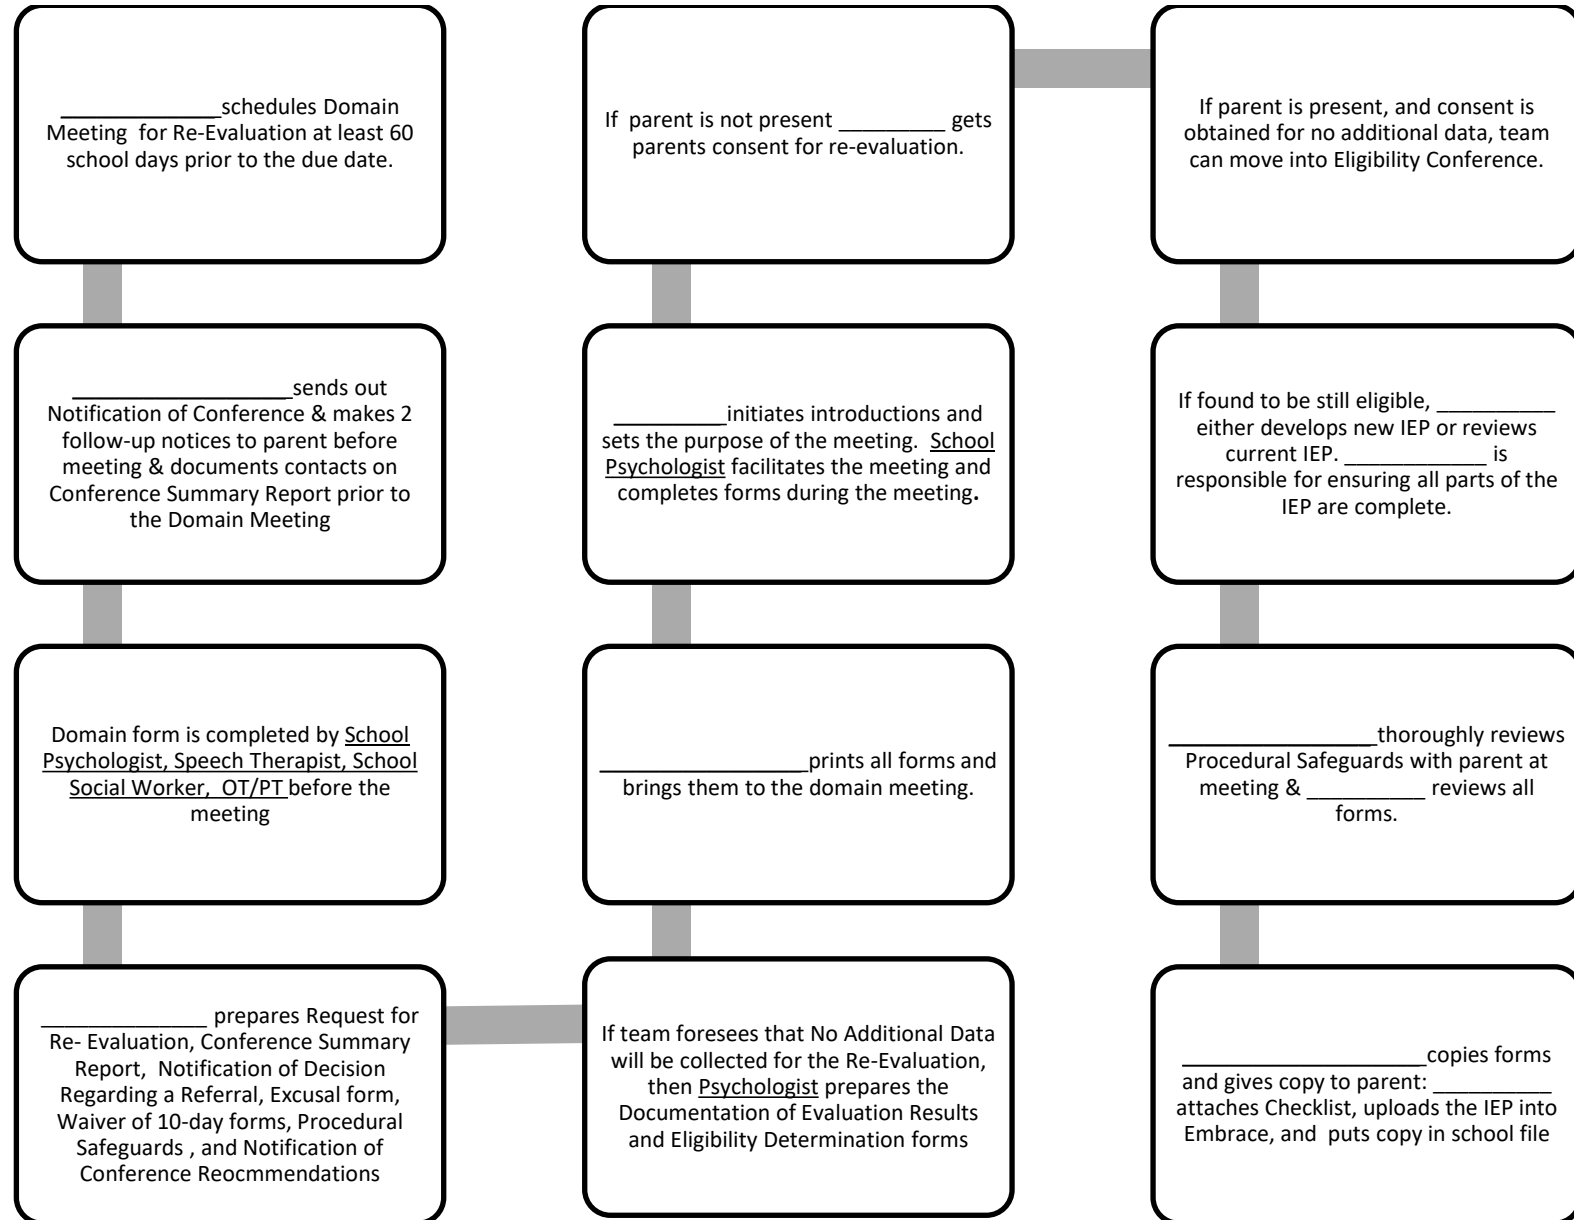 _____________schedules Domain
Meeting for Re-Evaluation at least 60
school days prior to the due date.
__________________sends out
Notification of Conference & makes 2
follow-up notices to parent before
meeting & documents contacts on
Conference Summary Report prior to
the Domain Meeting
Domain form is completed by School
Psychologist, Speech Therapist, School
Social Worker, OT/PT before the
meeting
______________ prepares Request for
Re- Evaluation, Conference Summary
Report, Notification of Decision
Regarding a Referral, Excusal form,
Waiver of 10-day forms, Procedural
Safeguards , and Notification of
Conference Reocmmendations
If team foresees that No Additional Data
will be collected for the Re-Evaluation,
then Psychologist prepares the
Documentation of Evaluation Results
and Eligibility Determination forms
_________________prints all forms and
brings them to the domain meeting.
_________initiates introductions and
sets the purpose of the meeting. School
Psychologist facilitates the meeting and
completes forms during the meeting.
If parent is not present _________ gets
parents consent for re-evaluation.
If parent is present, and consent is
obtained for no additional data, team
can move into Eligibility Conference.
If found to be still eligible, __________
either develops new IEP or reviews
current IEP. ____________ is
responsible for ensuring all parts of the
IEP are complete.
_________________thoroughly reviews
Procedural Safeguards with parent at
meeting & __________ reviews all
forms.
____________________copies forms
and gives copy to parent: __________
attaches Checklist, uploads the IEP into
Embrace, and puts copy in school file